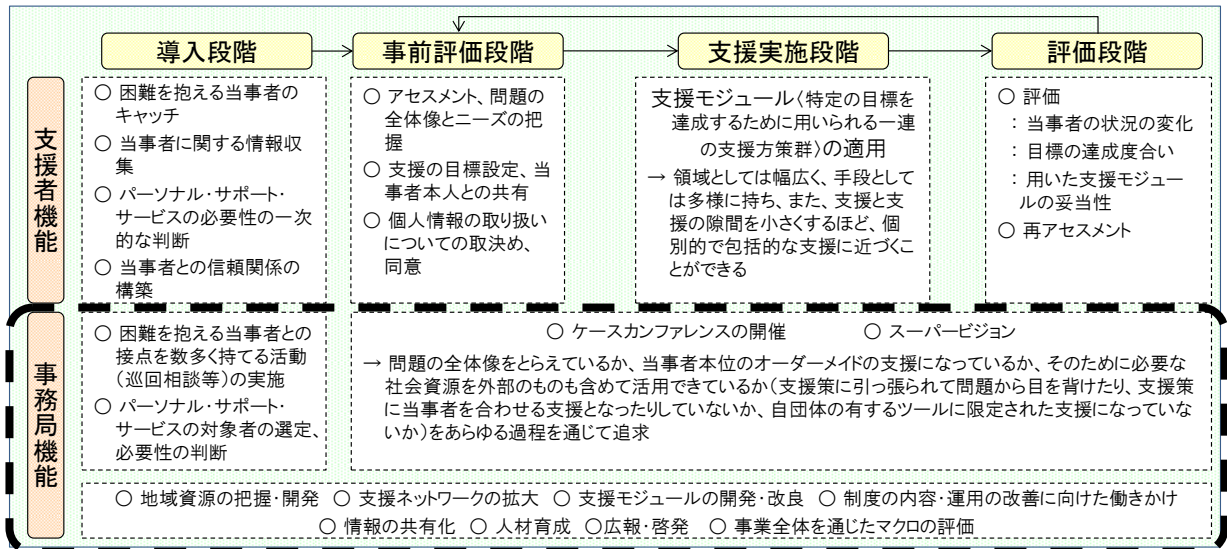 導入段階
事前評価段階
支援実施段階
評価段階
支援者機能
○ 困難を抱える当事者の
キャッチ
○ 当事者に関する情報収
集
○ パーソナル・サポート・
サービスの必要性の一次
的な判断
○ 当事者との信頼関係の
構築
○ アセスメント、問題の
全体像とニーズの把
握
○ 支援の目標設定、当
事者本人との共有
○ 個人情報の取り扱い
についての取決め、
同意
支援モジュール〈特定の目標を
達成するために用いられる一連
の支援方策群〉の適用
→ 領域としては幅広く、手段として
は多様に持ち、また、支援と支
援の隙間を小さくするほど、個
別的で包括的な支援に近づくこ
とができる
○ 評価
： 当事者の状況の変化
： 目標の達成度合い
： 用いた支援モジュー
ルの妥当性
○ 再アセスメント
事務局機能
○ 困難を抱える当事者との
接点を数多く持てる活動
（巡回相談等）の実施
○ パーソナル・サポート・
サービスの対象者の選定、
必要性の判断
○ ケースカンファレンスの開催 ○ スーパービジョン
→ 問題の全体像をとらえているか、当事者本位のオーダーメイドの支援になっているか、そのために必要な
社会資源を外部のものも含めて活用できているか（支援策に引っ張られて問題から目を背けたり、支援策
に当事者を合わせる支援となったりしていないか、自団体の有するツールに限定された支援になっていな
いか）をあらゆる過程を通じて追求
○ 地域資源の把握・開発 ○ 支援ネットワークの拡大 ○ 支援モジュールの開発・改良 ○ 制度の内容・運用の改善に向けた働きかけ
○ 情報の共有化 ○ 人材育成 ○広報・啓発 ○ 事業全体を通じたマクロの評価